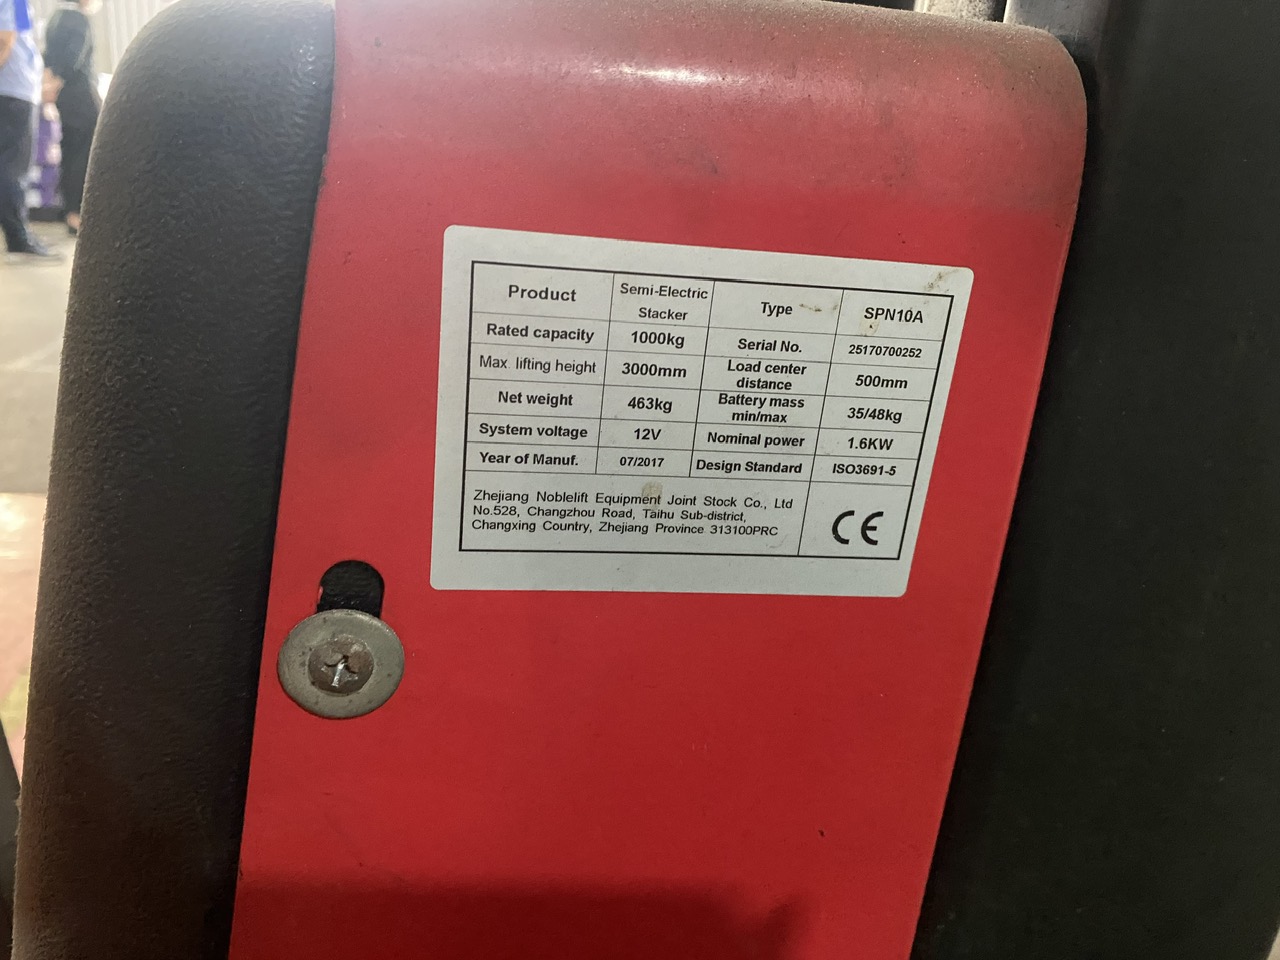 Product Semi-Electric Stacker Type SPN10A
Rated capacity 1000kg Serial No. 25170700252
Max. lifting height 3000mm Load center distance 500mm
Net weight 463kg Battery mass min/max 35/48kg
System voltage 12V Nominal power 1.6KW
Year of Manuf. 07/2017 Design Standard ISO3691-5
Zhejiang Noblelift Equipment Joint Stock Co., Ltd
No.528, Changzhou Road, Taihu Sub-district,
Changxing Country, Zhejiang Province 313100PRC
CE